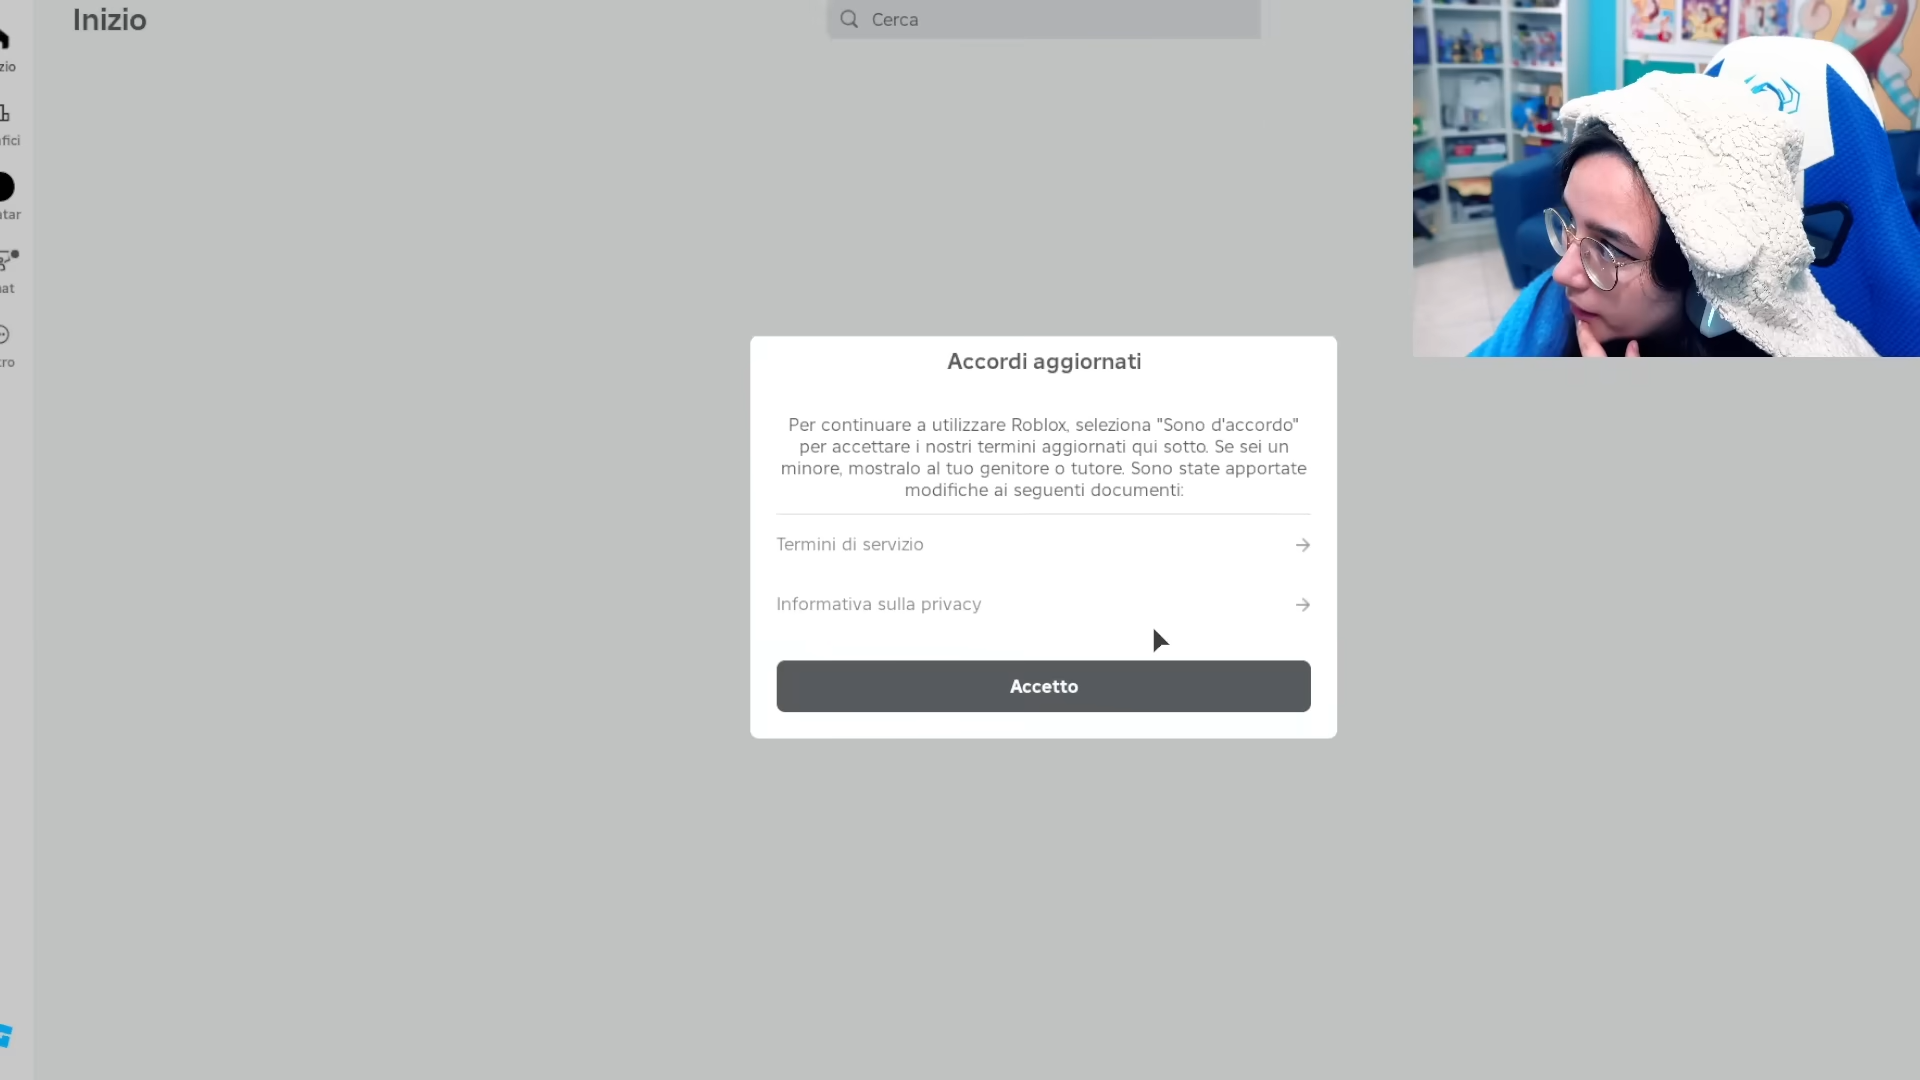 Inizio
Cerca
zio
fici
tar
at
ro
Accordi aggiornati
Per continuare a utilizzare Roblox, seleziona "Sono d'accordo"
per accettare i nostri termini aggiornati qui sotto. Se sei un
minore, mostralo al tuo genitore o tutore. Sono state apportate
modifiche ai seguenti documenti:
Termini di servizio
Informativa sulla privacy
Accetto